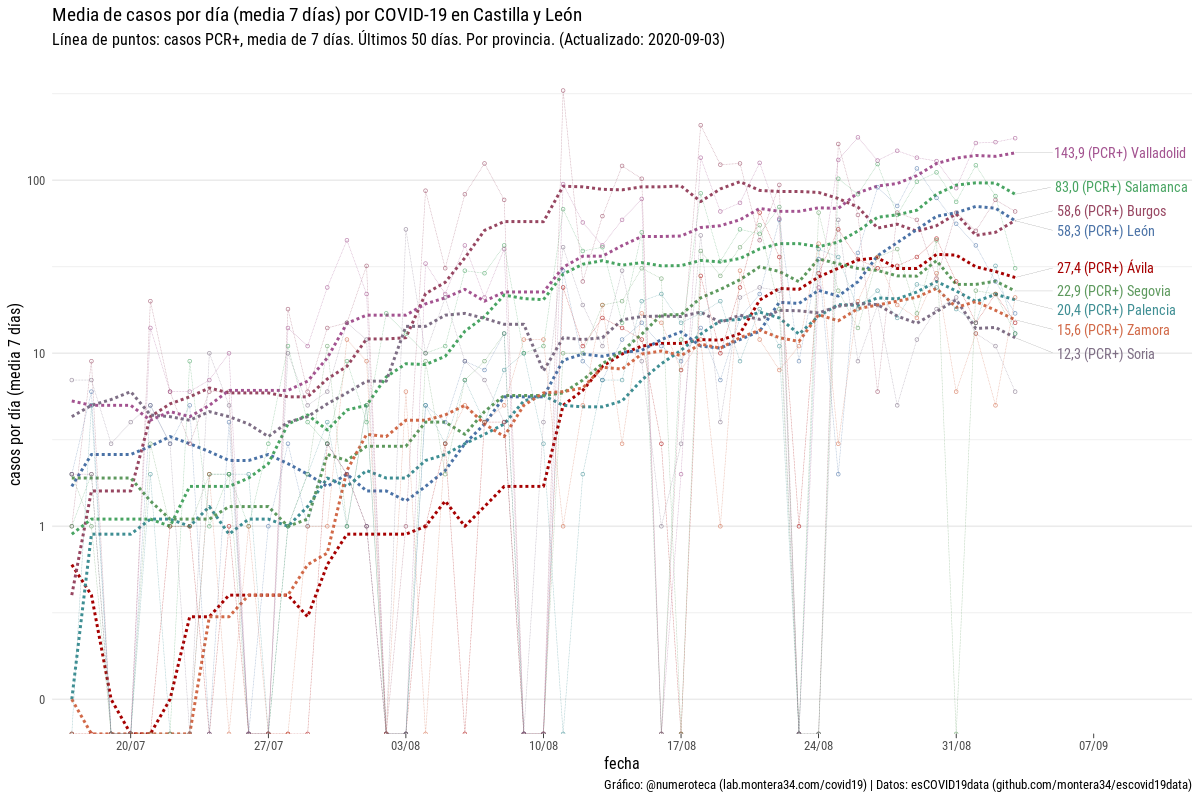 Media de casos por día (media 7 días) por COVID-19 en Castilla y León
Línea de puntos: casos PCR+, media de 7 días. Últimos 50 días. Por provincia. (Actualizado: 2020-09-03)
casos por día (media 7 días)
100
10
1
0
143,9 (PCR+) Valladolid
83,0 (PCR+) Salamanca
58,6 (PCR+) Burgos
58,3 (PCR+) León
27,4 (PCR+) Ávila
22,9 (PCR+) Segovia
20,4 (PCR+) Palencia
15,6 (PCR+) Zamora
12,3 (PCR+) Soria
20/07
27/07
03/08
10/08
17/08
24/08
31/08
07/09
fecha
Gráfico: @numeroteca (lab.montera34.com/covid19) | Datos: esCOVID19data (github.com/montera34/escovid19data)